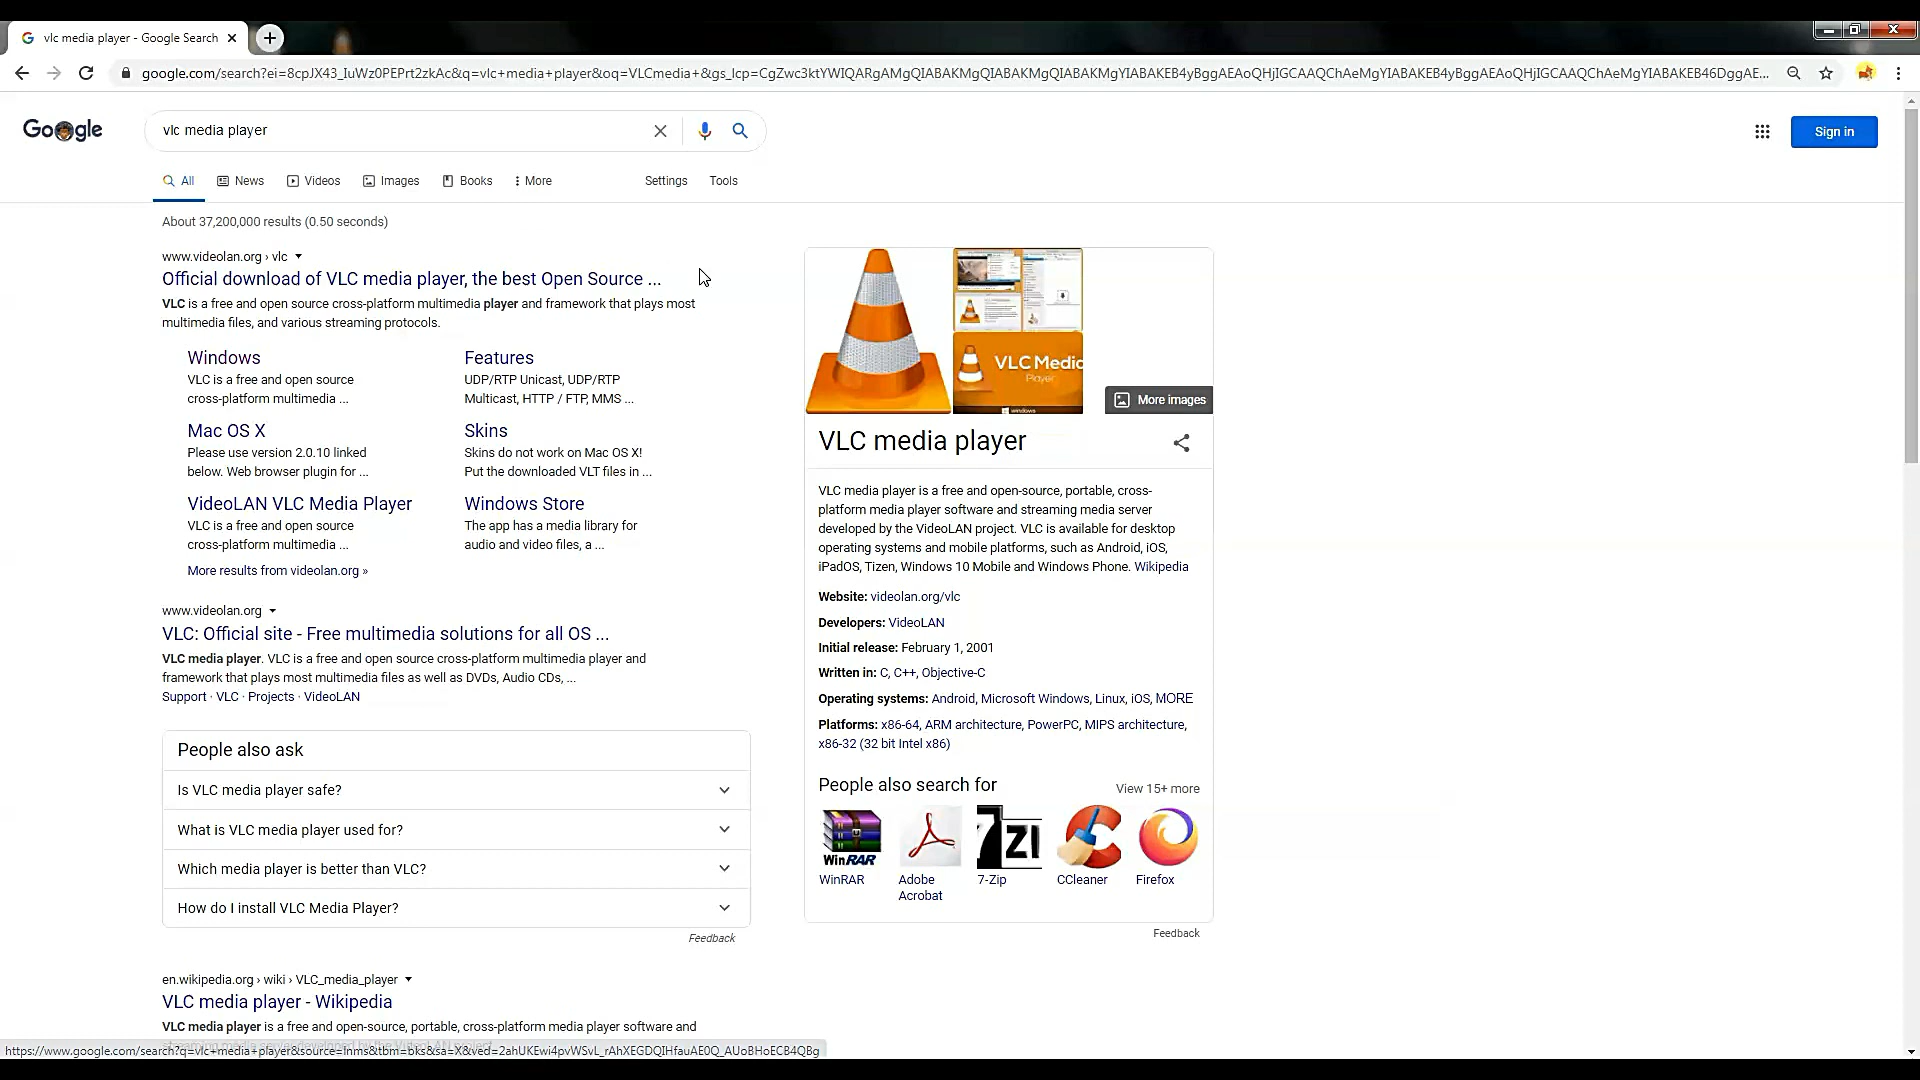 vlc media player - Google Search
google.com/search?ei=8cpJX43_IuWz0PEPrt2zkAc&q=vlc+media+player&oq=VLCmedia+&gs_lcp=CgZwc3ktYWIQARgAMgQIABAKMgQIABAKMgQIABAKMgYIABAKEB4yBggAEAoQHjIGCAAQChAeMgYIABAKEB4yBggAEAoQHjIGCAAQChAeMgYIABAKEB46DggAE...
Google
vlc media player
Sign in
All News Videos Images Books More Settings Tools
About 37,200,000 results (0.50 seconds)
www.videolan.org › vlc
Official download of VLC media player, the best Open Source ...
VLC is a free and open source cross-platform multimedia player and framework that plays most
multimedia files, and various streaming protocols.
Windows
VLC is a free and open source
cross-platform multimedia ...
Features
UDP/RTP Unicast, UDP/RTP
Multicast, HTTP / FTP, MMS ...
Mac OS X
Please use version 2.0.10 linked
below. Web browser plugin for ...
Skins
Skins do not work on Mac OS X!
Put the downloaded VLT files in ...
VideoLAN VLC Media Player
VLC is a free and open source
cross-platform multimedia ...
Windows Store
The app has a media library for
audio and video files, a ...
More results from videolan.org »
www.videolan.org
VLC: Official site - Free multimedia solutions for all OS ...
VLC media player. VLC is a free and open source cross-platform multimedia player and
framework that plays most multimedia files as well as DVDs, Audio CDs, ...
Support · VLC · Projects · VideoLAN
People also ask
Is VLC media player safe?
What is VLC media player used for?
Which media player is better than VLC?
How do I install VLC Media Player?
Feedback
en.wikipedia.org › wiki › VLC_media_player
VLC media player - Wikipedia
VLC media player is a free and open-source, portable, cross-platform media player software and
https://www.google.com/search?q=vlc+media+player&source=lnms&tbm=bks&sa=X&ved=2ahUKEwi4pvWSvL_rAhXEGDQIHfauAE0Q_AUoBHoECB4QBg
VLC Media
Player
windows
More images
VLC media player
VLC media player is a free and open-source, portable, cross-
platform media player software and streaming media server
developed by the VideoLAN project. VLC is available for desktop
operating systems and mobile platforms, such as Android, iOS,
iPadOS, Tizen, Windows 10 Mobile and Windows Phone. Wikipedia
Website: videolan.org/vlc
Developers: VideoLAN
Initial release: February 1, 2001
Written in: C, C++, Objective-C
Operating systems: Android, Microsoft Windows, Linux, iOS, MORE
Platforms: x86-64, ARM architecture, PowerPC, MIPS architecture,
x86-32 (32 bit Intel x86)
People also search for
View 15+ more
WinRAR
7ZI
WinRAR
Adobe
Acrobat
7-Zip
CCleaner
Firefox
Feedback